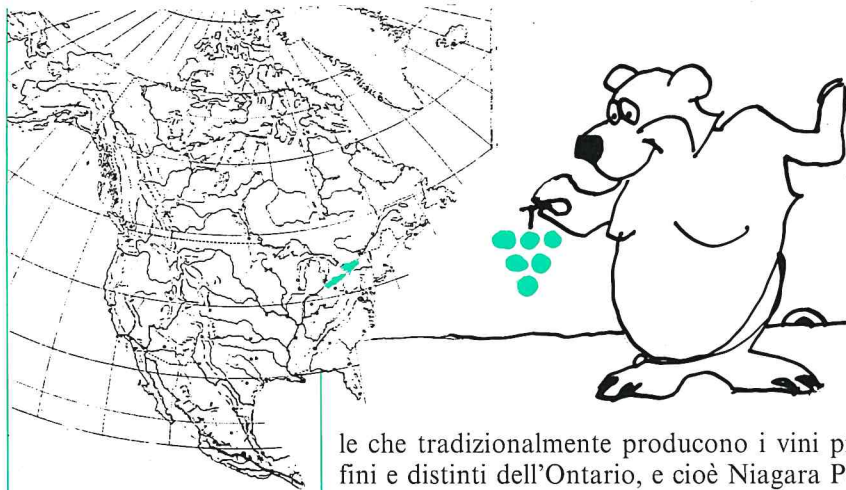 le che tradizionalmente producono i vini
fini e distinti dell'Ontario, e cioè Niagara